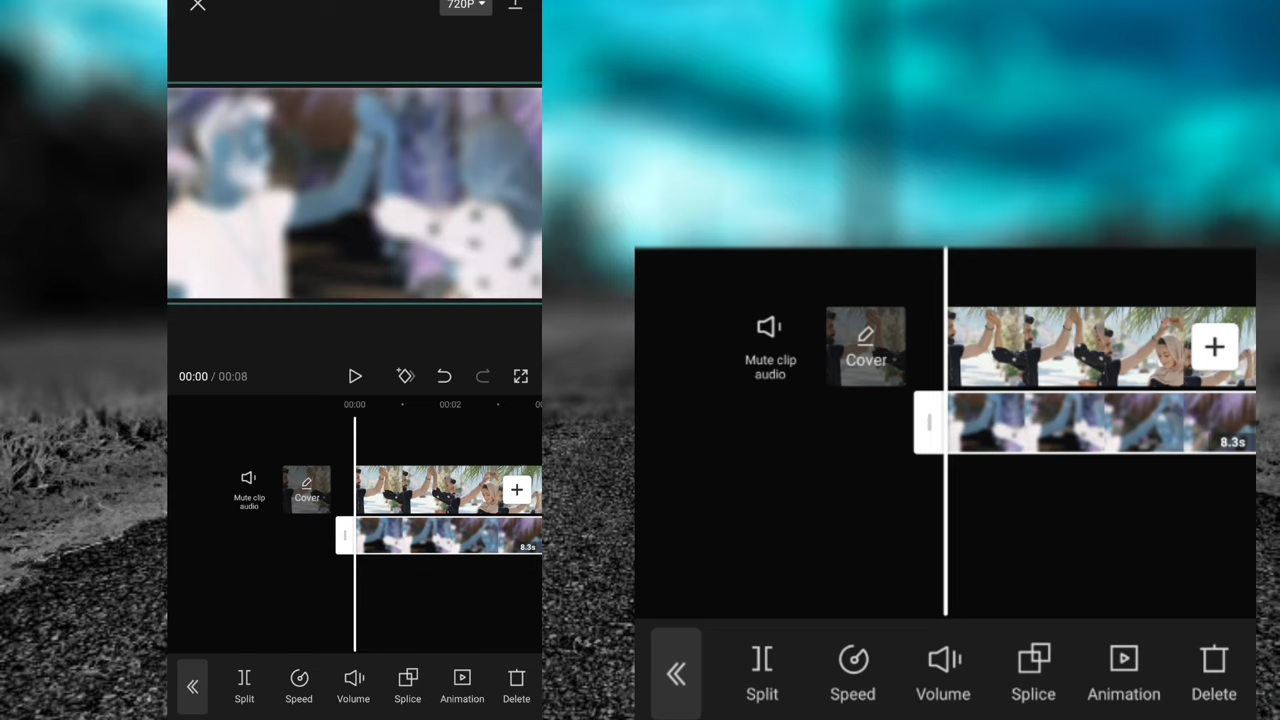 720P
00:00 / 00:08
00:00
00:02
Mute clip
audio
Cover
8.3s
Split
Speed
Volume
Splice
Animation
Delete
Mute clip
audio
Cover
8.3s
Split
Speed
Volume
Splice
Animation
Delete